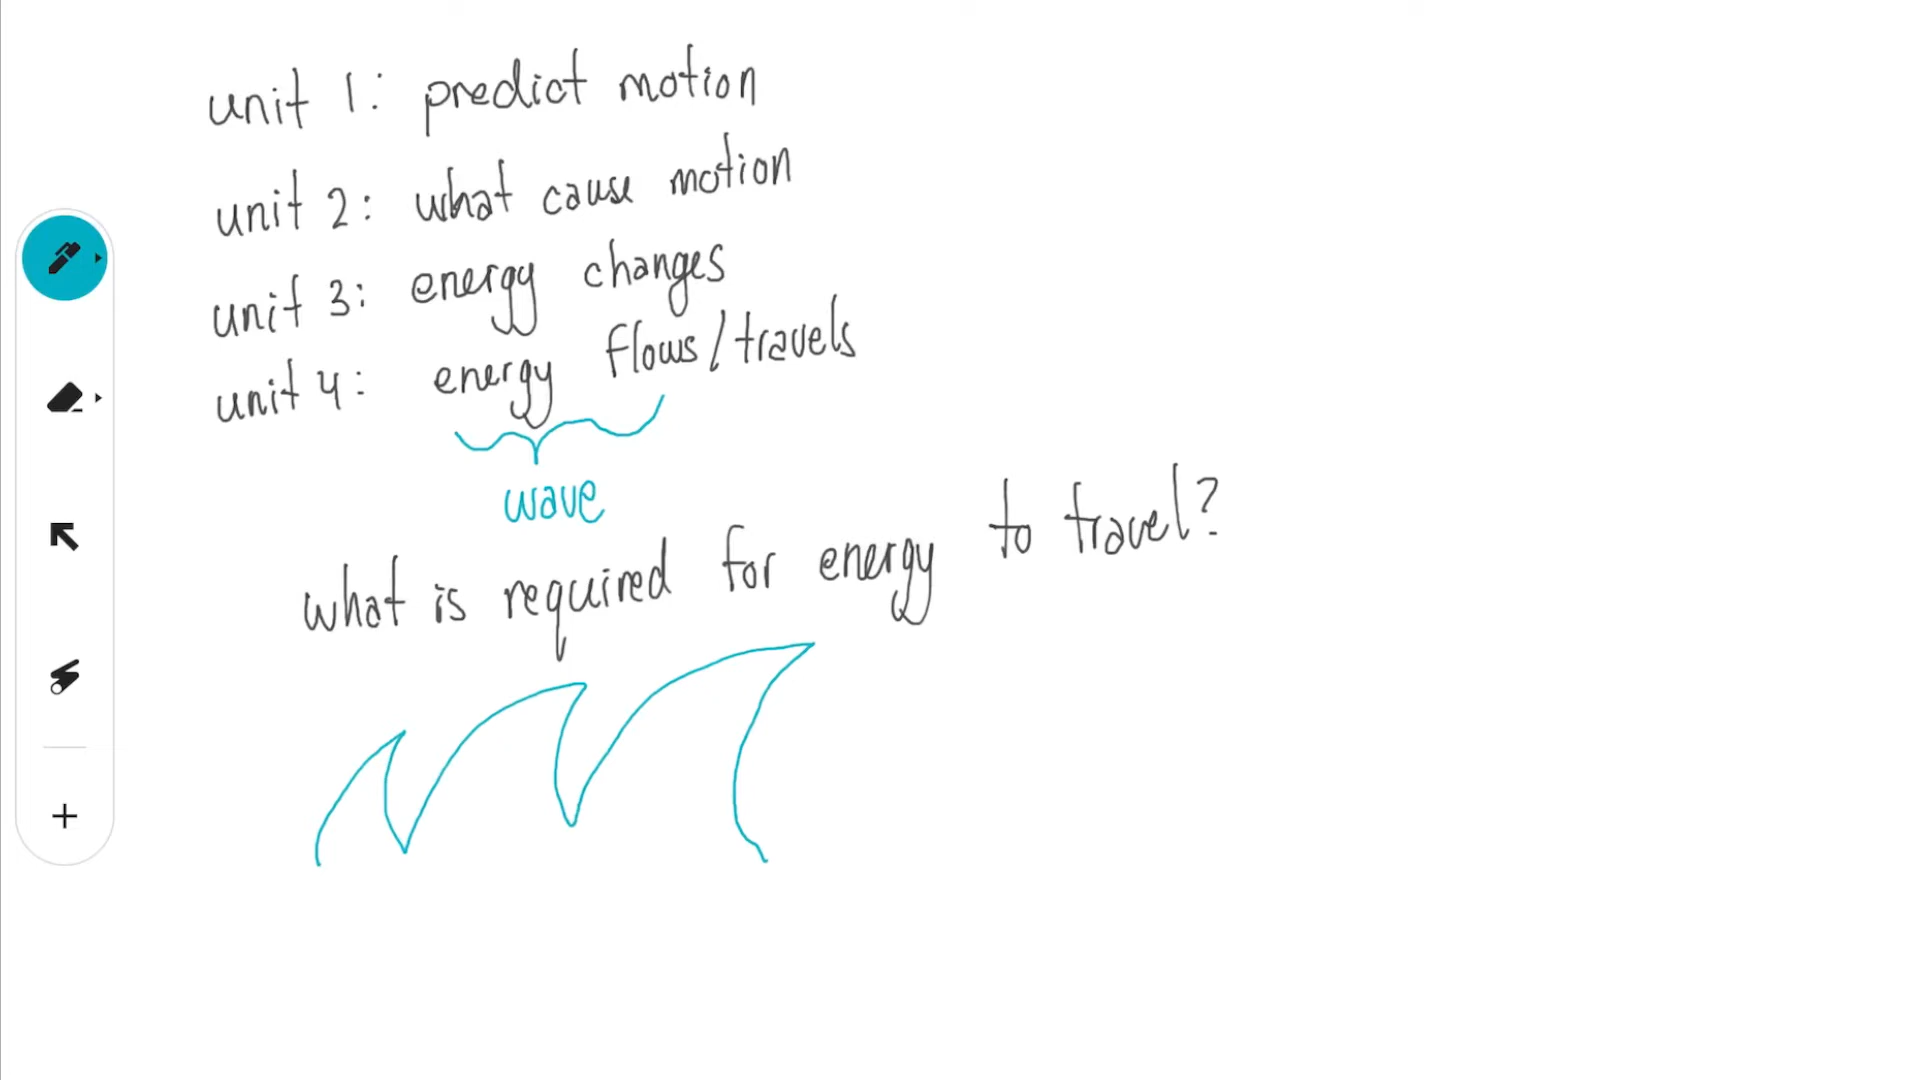 unit 1: predict motion
unit 2: what cause motion
unit 3: energy changes
unit 4: energy flows/travels
wave
what is required for energy to travel?